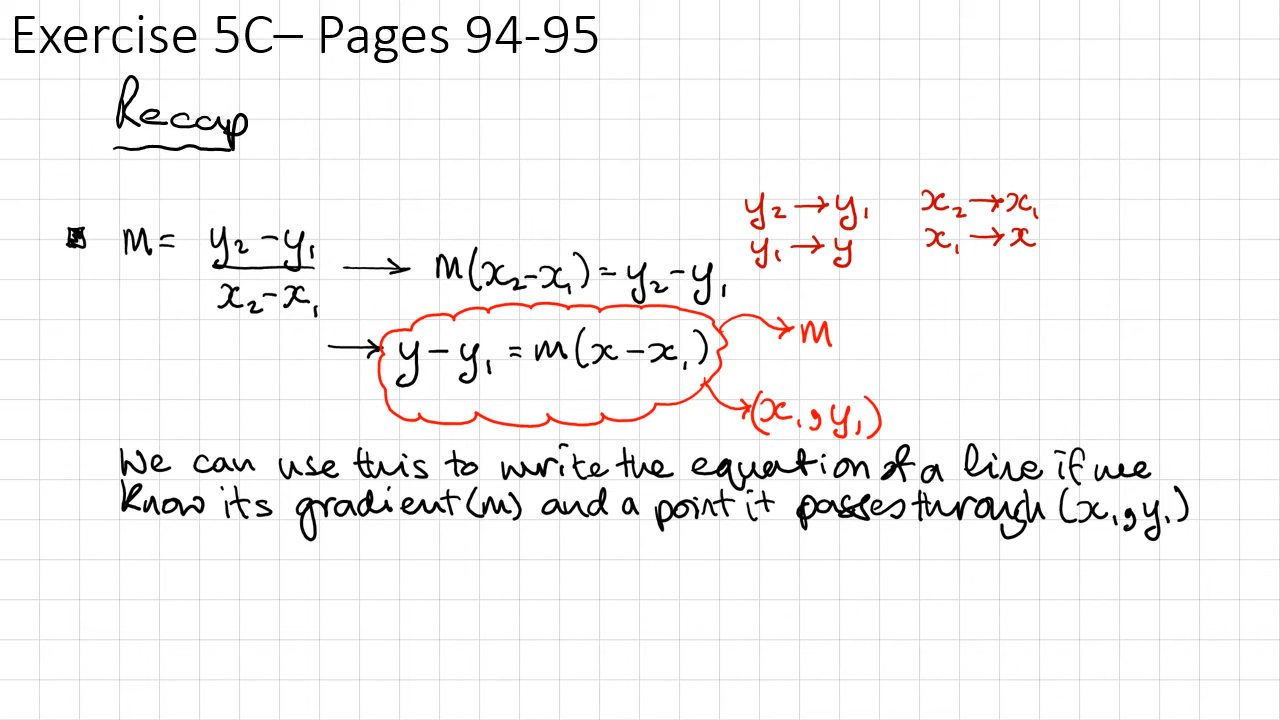 Exercise 5C– Pages 94-95
Recap
y₂ → y₁ x₂ → x₁
y₁ → y x₁ → x
m = (y₂ - y₁)/(x₂ - x₁) → m(x₂-x₁) = y₂ - y₁
→ y - y₁ = m(x - x₁) → m
→ (x₁, y₁)
We can use this to write the equation of a line if we
know its gradient (m) and a point it passes through (x₁, y₁)